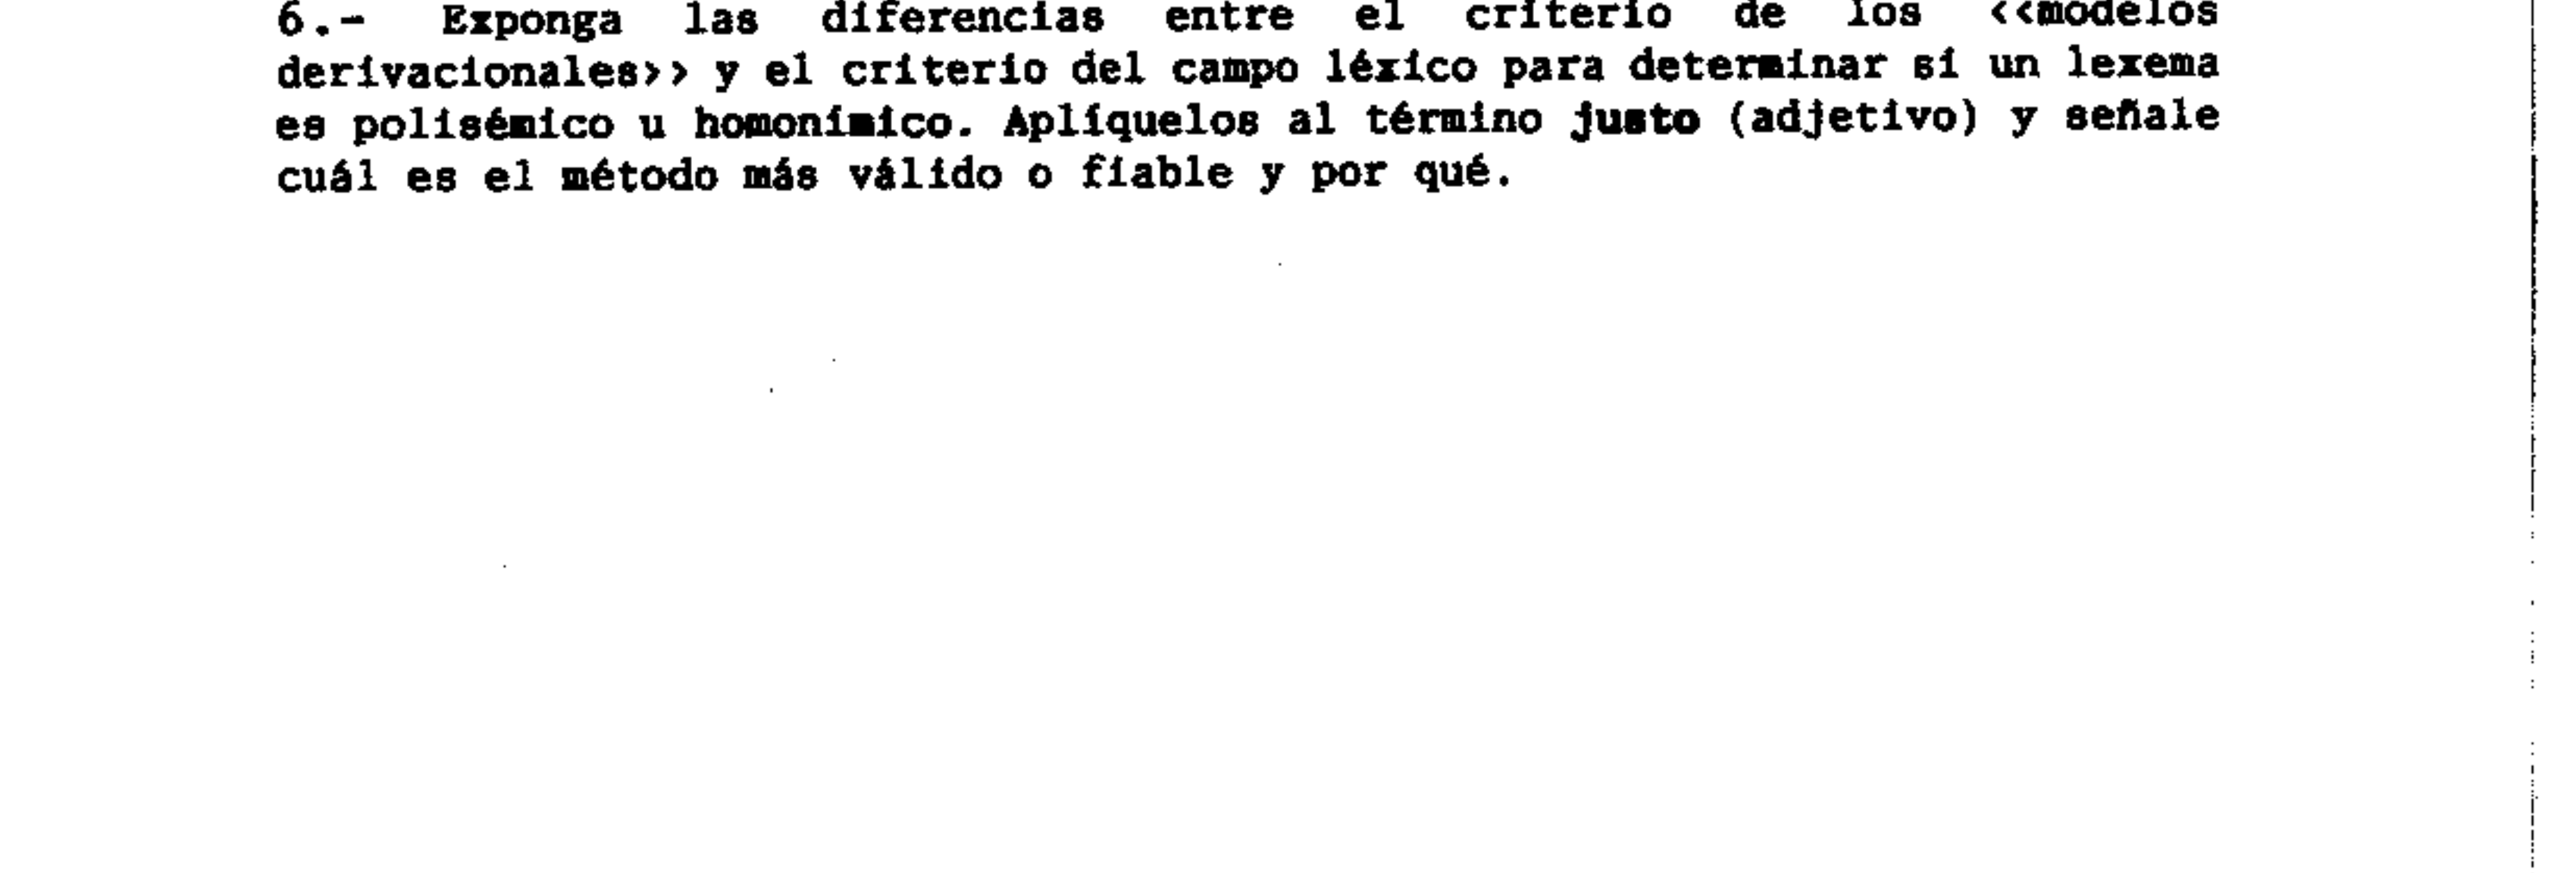 6.- Exponga las diferencias entre el criterio de los <<modelos
derivacionales>> y el criterio del campo léxico para determinar si un lexema
es polisémico u homonímico. Aplíquelos al término justo (adjetivo) y señale
cuál es el método más válido o fiable y por qué.